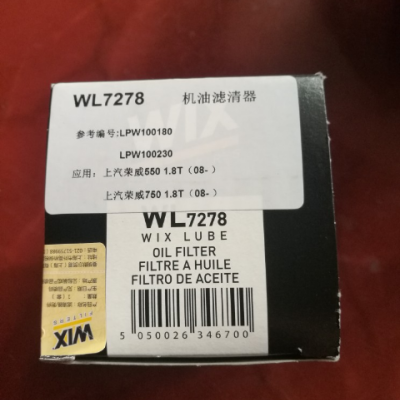 WL7278 机油滤清器
参考编号:LPW100180
LPW100230
应用：上汽荣威550 1.8T（08-）
上汽荣威750 1.8T（08-）
WL7278
WIX LUBE
OIL FILTER
FILTRE A HUILE
FILTRO DE ACEITE
5 050026 346700
WIX
FILTERS